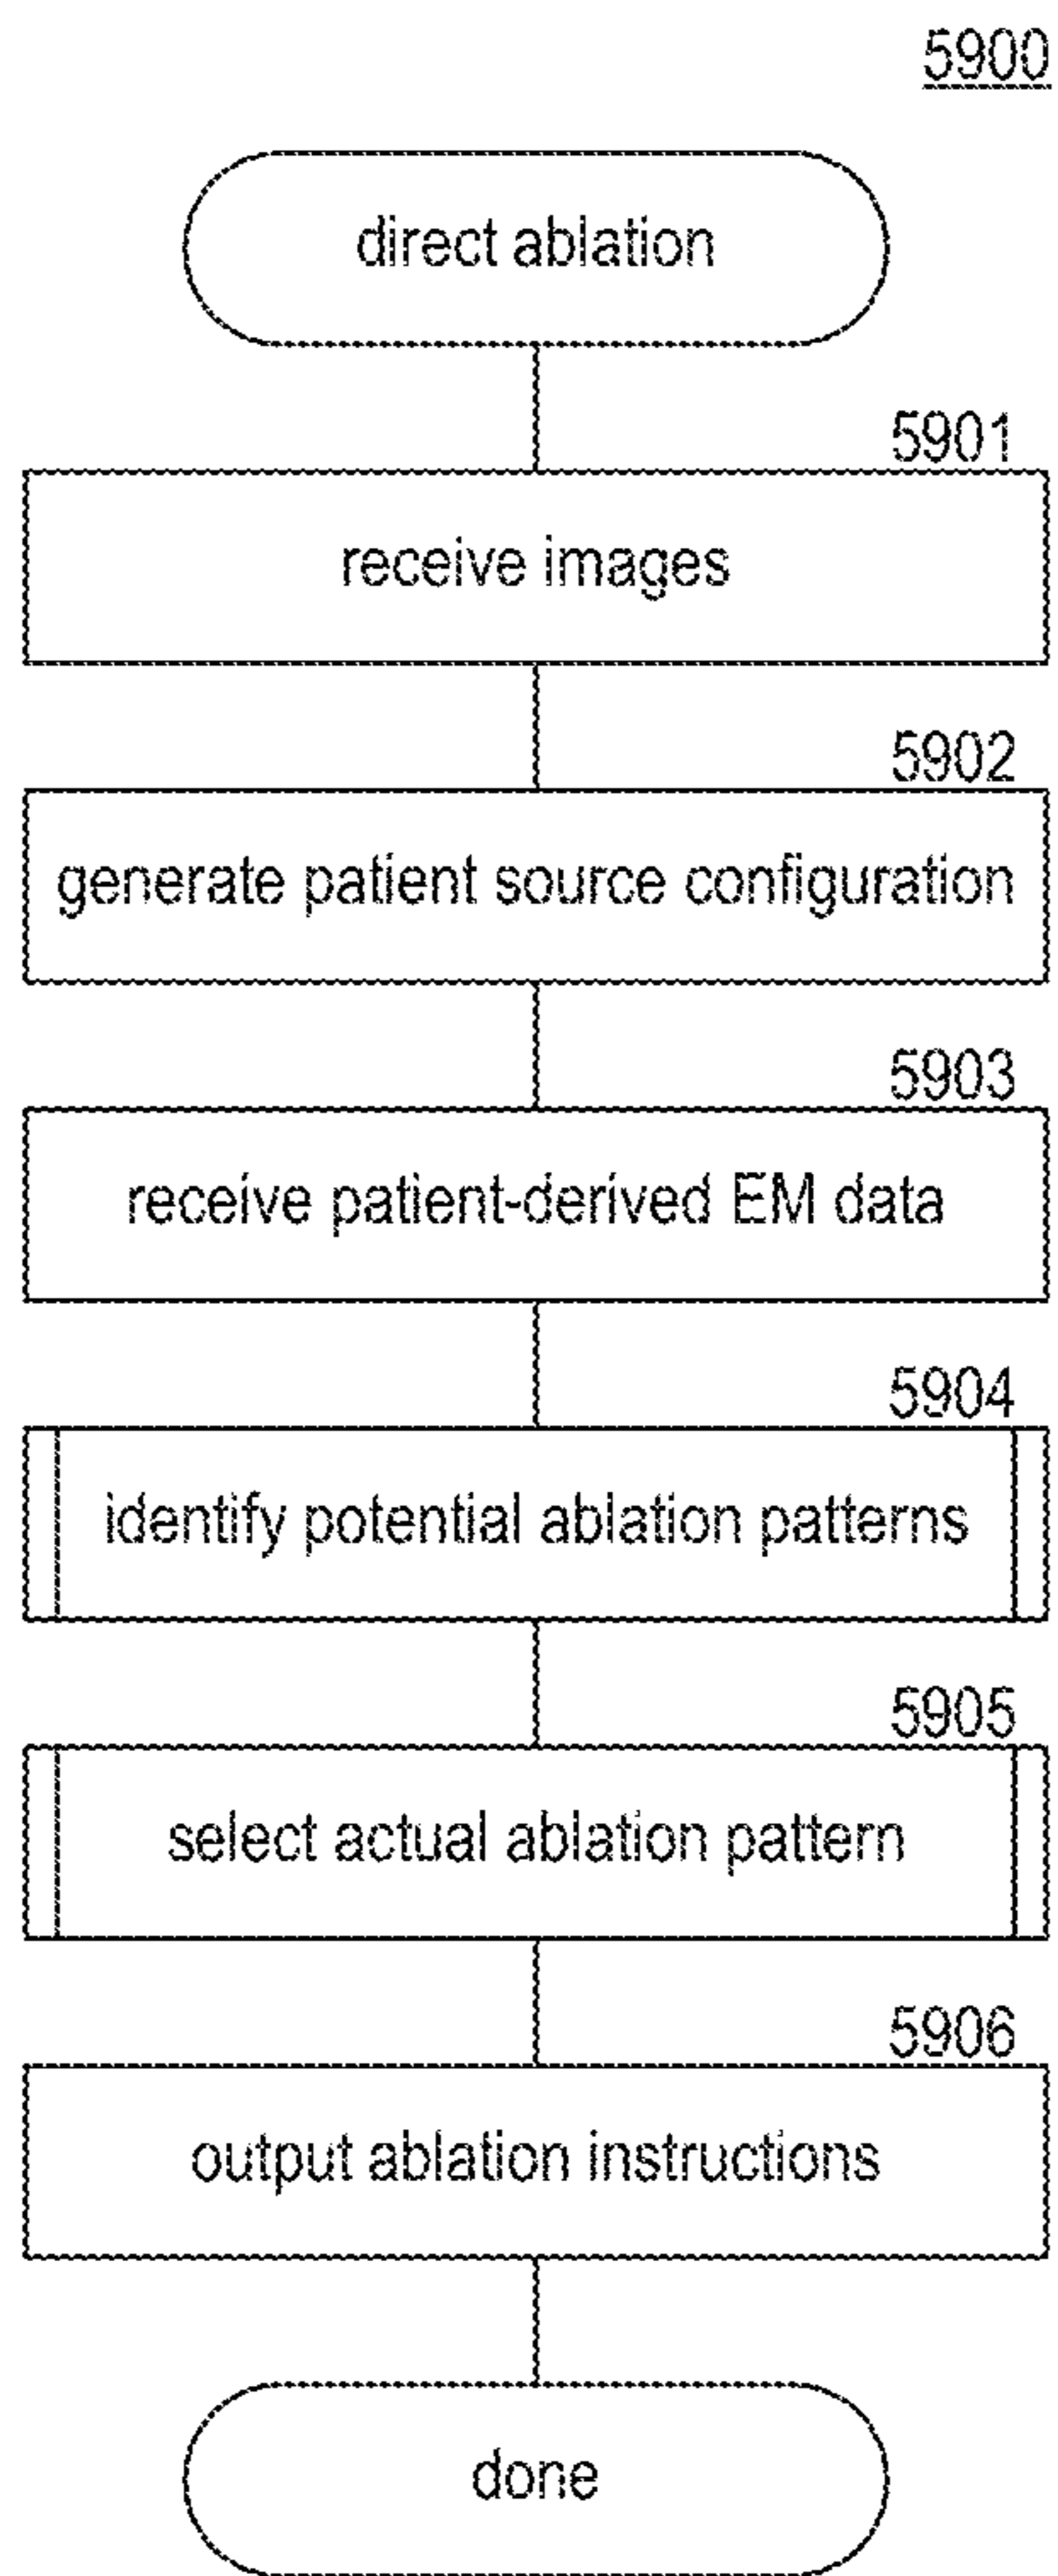 5900
direct ablation
5901
receive images
5902
generate patient source configuration
5903
receive patient-derived EM data
5904
identify potential ablation patterns
5905
select actual ablation pattern
5906
output ablation instructions
done